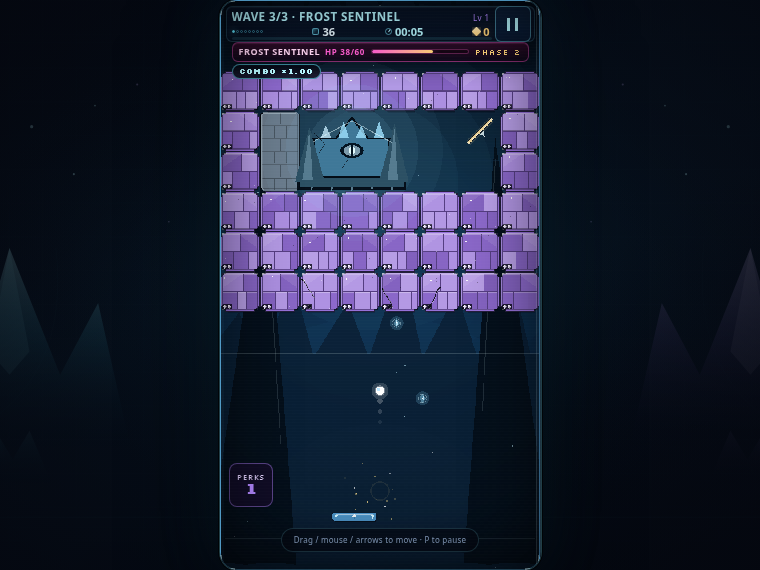 WAVE 3/3 · FROST SENTINEL
Lv 1
36
00:05
0
FROST SENTINEL HP 38/60
PHASE 2
COMBO ×1.00
PERKS
1
Drag / mouse / arrows to move · P to pause